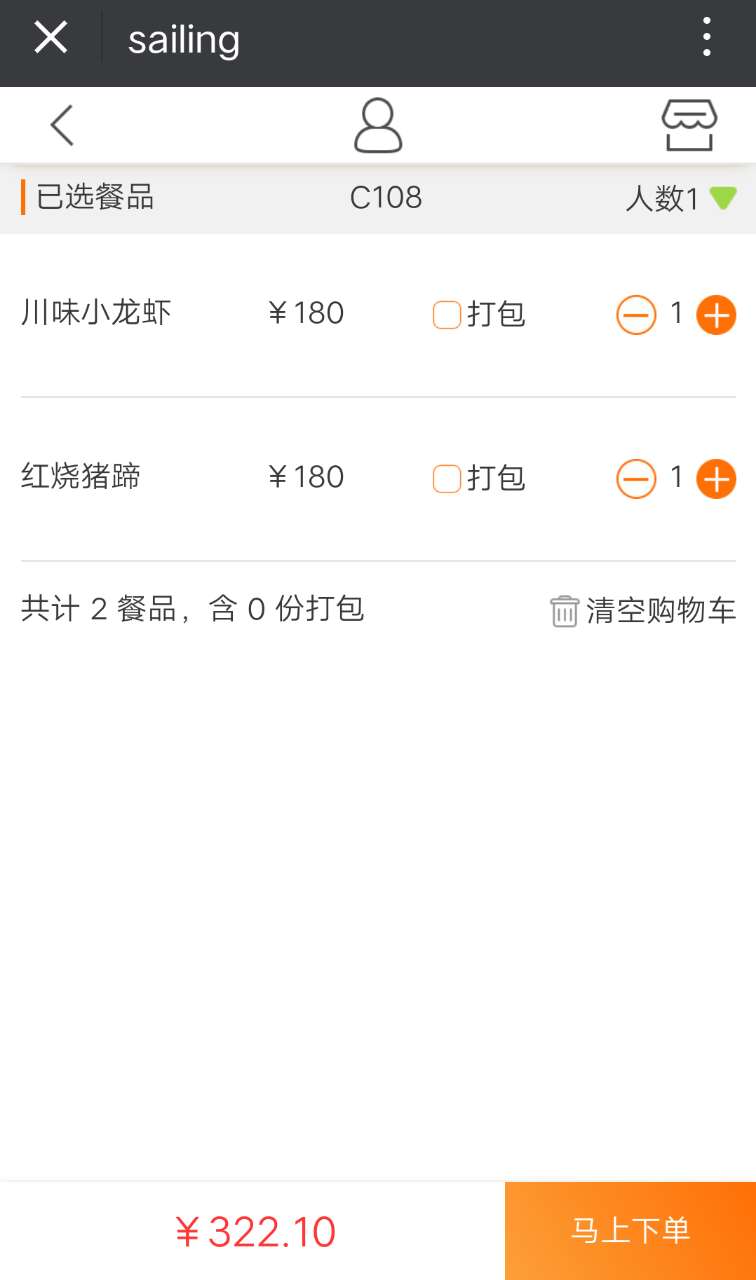 sailing
已选餐品 C108 人数1
川味小龙虾 ￥180 打包 1
红烧猪蹄 ￥180 打包 1
共计 2 餐品，含 0 份打包 清空购物车
￥322.10 马上下单